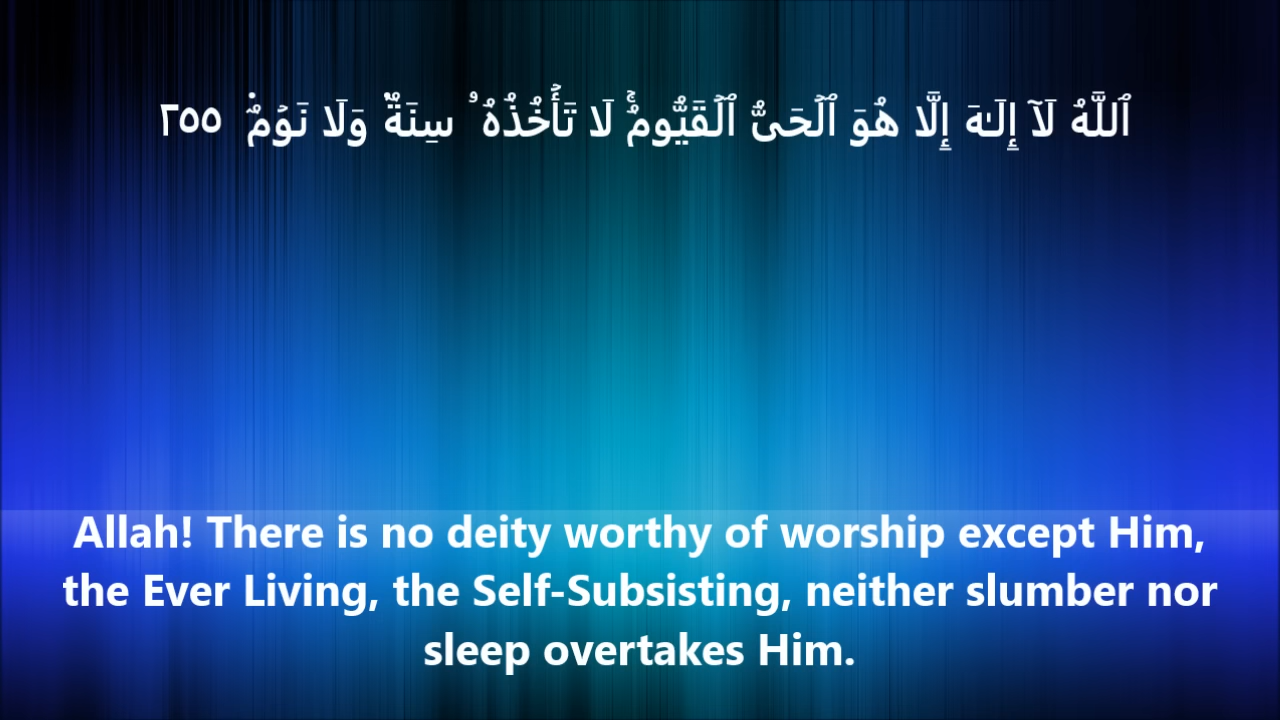 ٱللَّهُ لَآ إِلَـٰهَ إِلَّا هُوَ ٱلْحَىُّ ٱلْقَيُّومُ ۚ لَا تَأْخُذُهُۥ سِنَةٌ وَلَا نَوْمٌ ۚ ٢٥٥
Allah! There is no deity worthy of worship except Him,
the Ever Living, the Self-Subsisting, neither slumber nor
sleep overtakes Him.